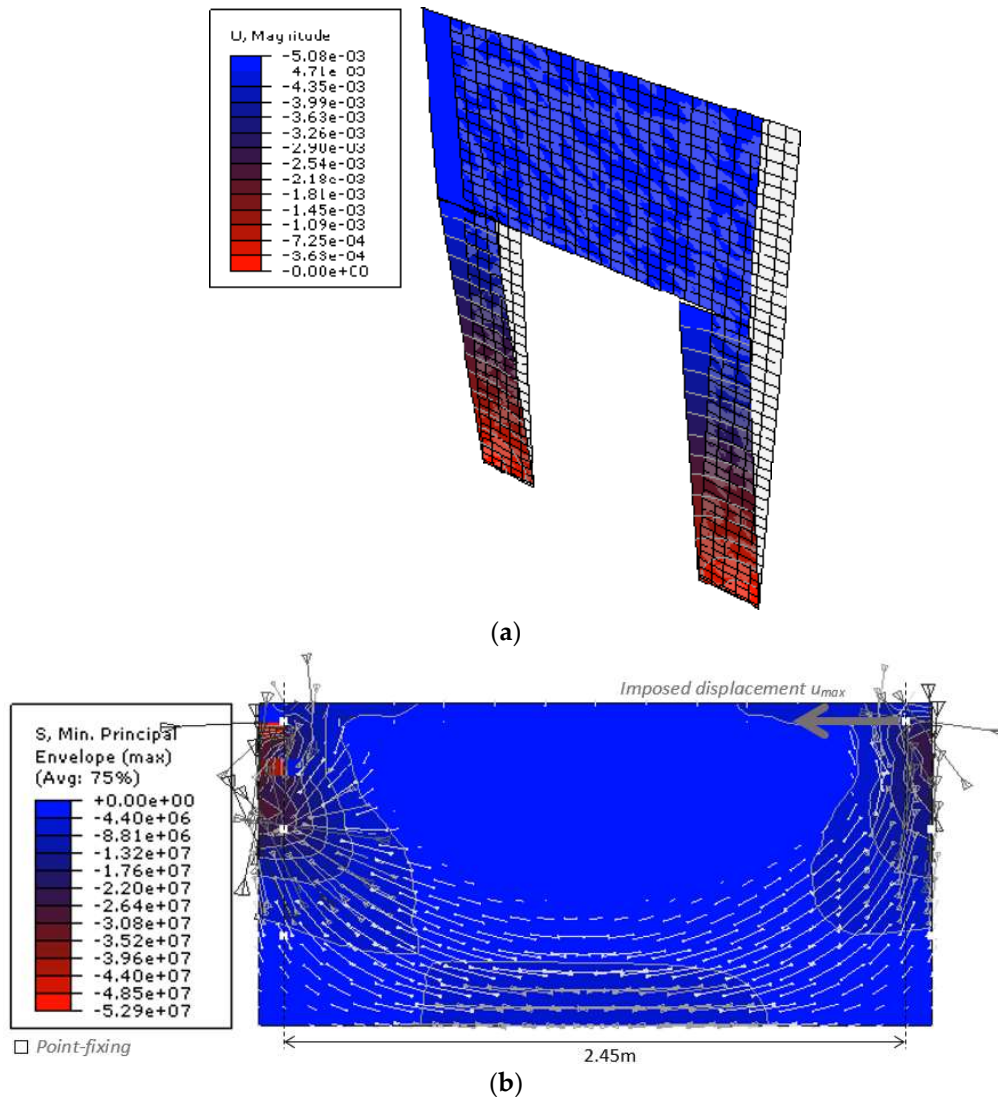 U, Magnitude
-5.08e-03
4.71e-03
-4.35e-03
-3.99e-03
-3.63e-03
-3.26e-03
-2.90e-03
-2.54e-03
-2.18e-03
-1.81e-03
-1.45e-03
-1.09e-03
-7.25e-04
-3.63e-04
-0.00e+00
(a)
Imposed displacement umax
S, Min. Principal
Envelope (max)
(Avg: 75%)
+0.00e+00
-4.40e+06
-8.81e+06
-1.32e+07
-1.76e+07
-2.20e+07
-2.64e+07
-3.08e+07
-3.52e+07
-3.96e+07
-4.40e+07
-4.85e+07
-5.29e+07
Point-fixing
2.45m
(b)